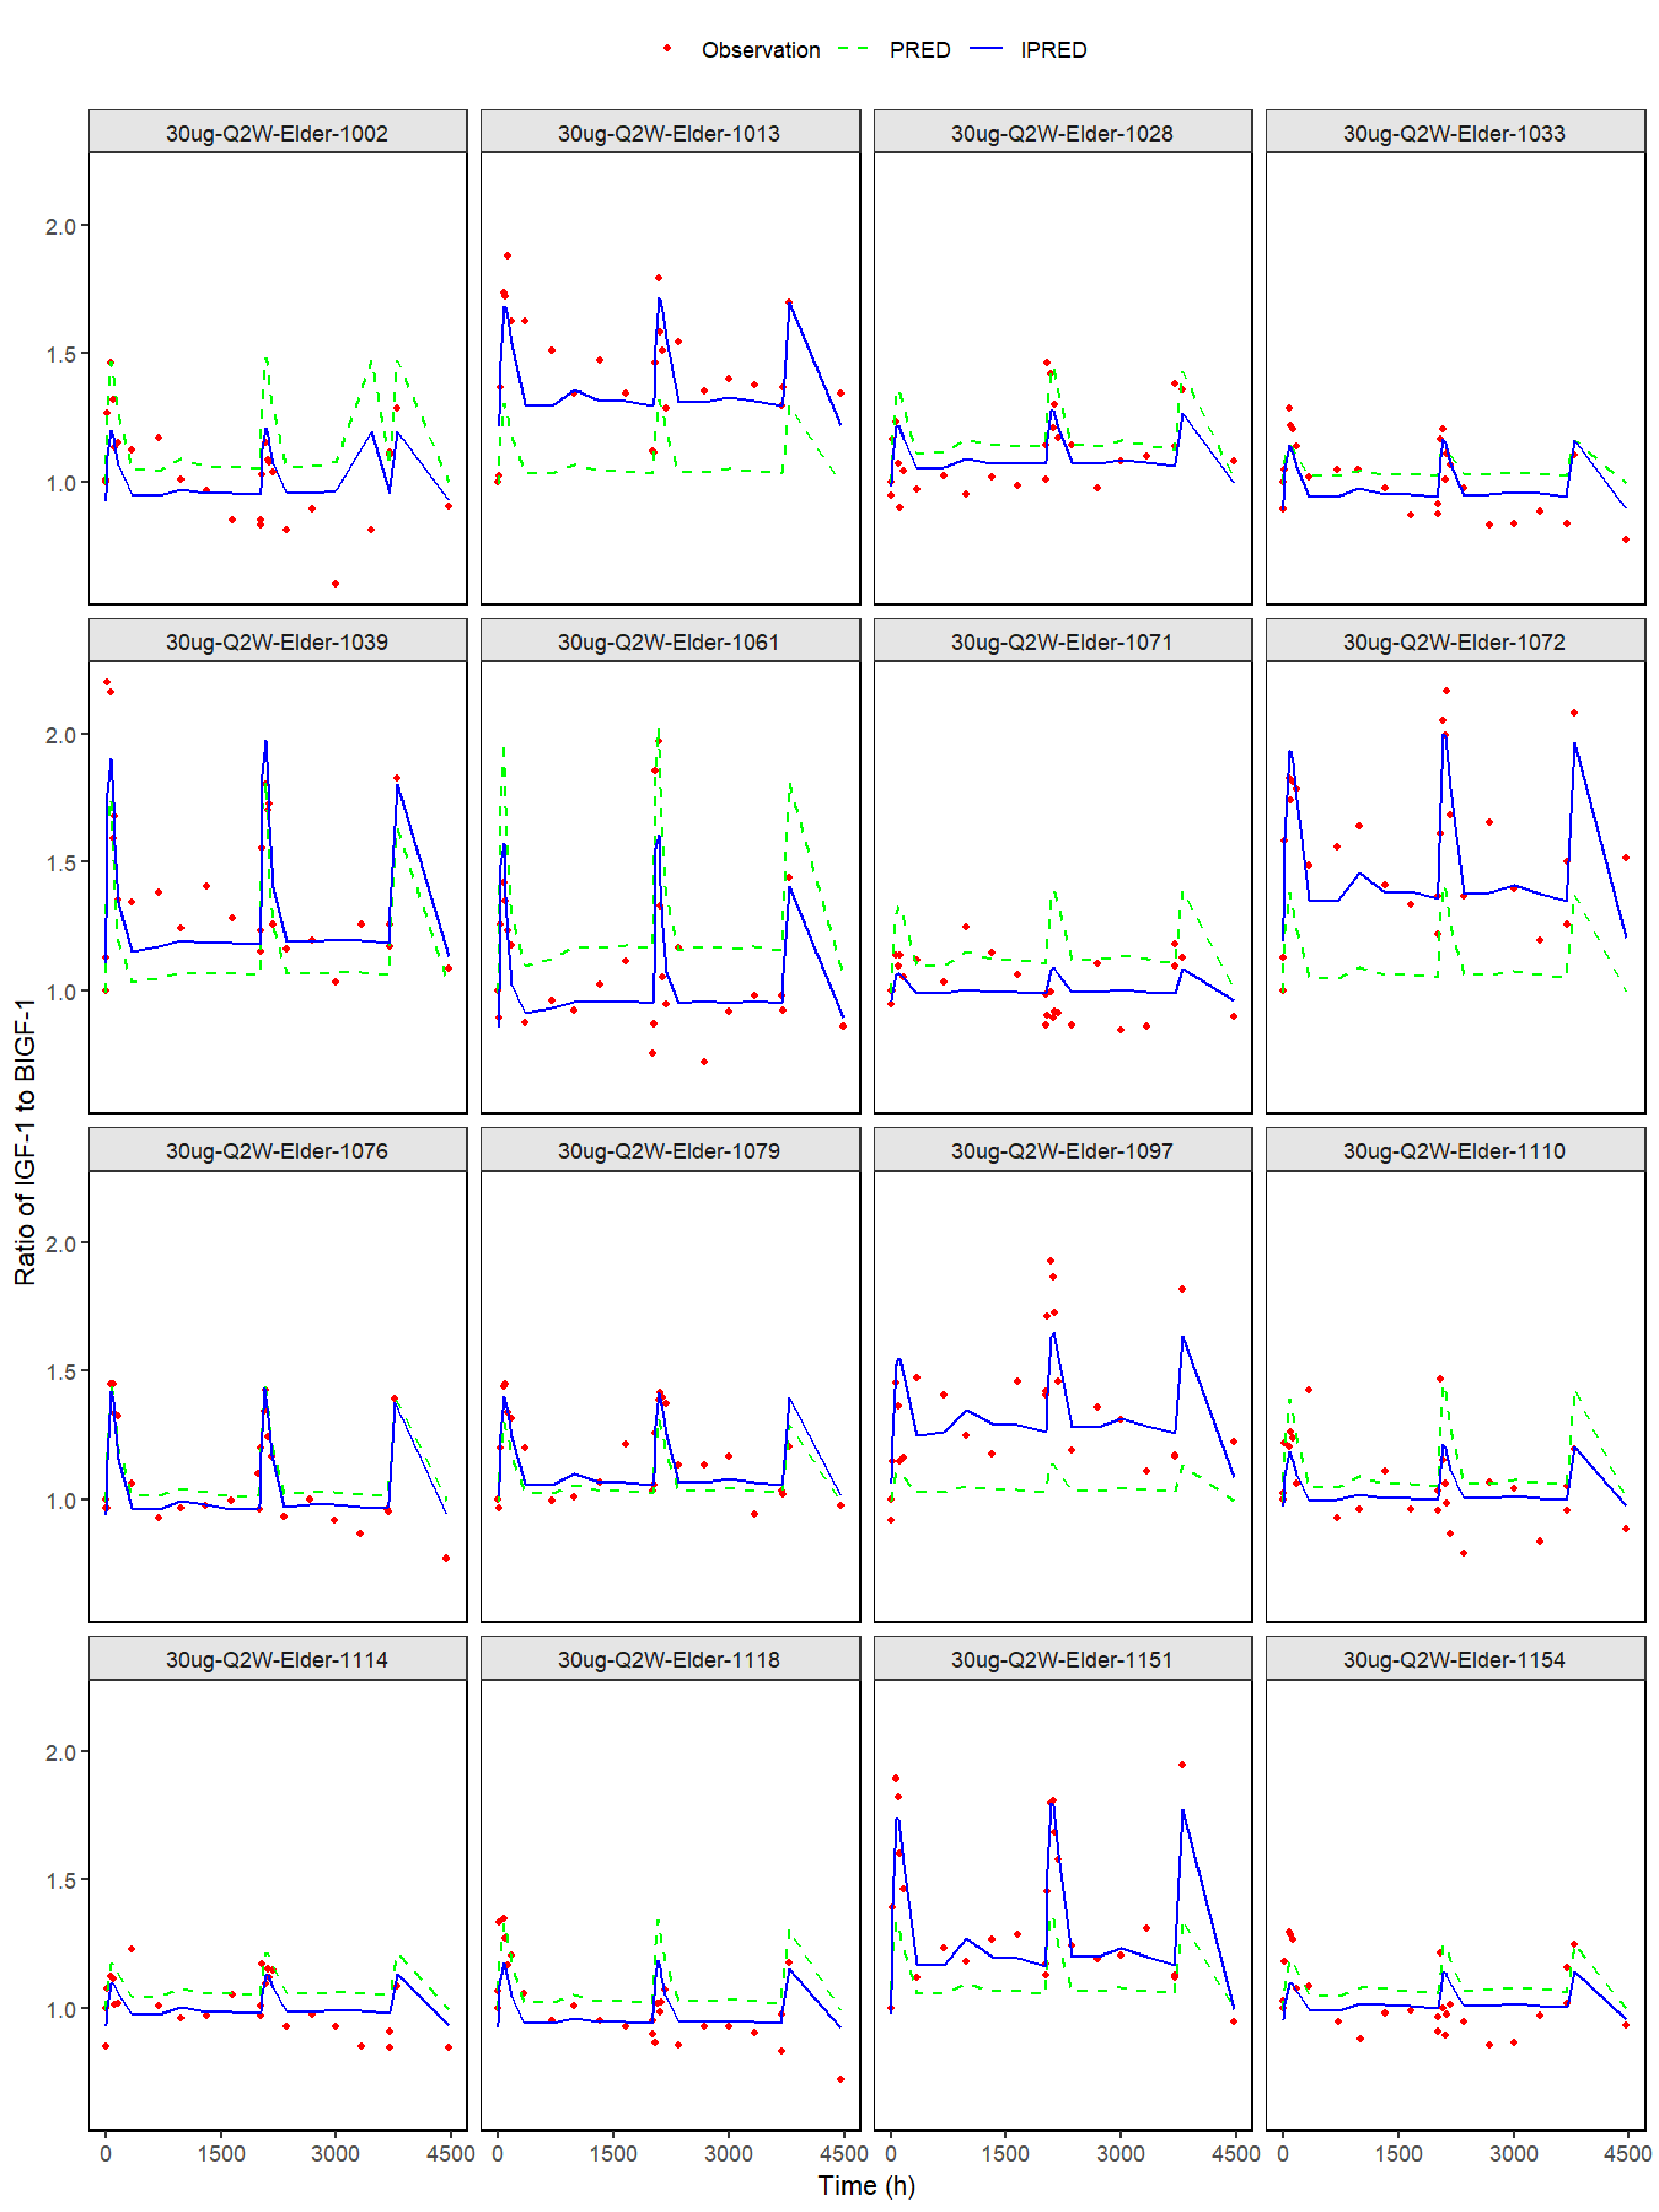 Observation PRED IPRED
30ug-Q2W-Elder-1002 30ug-Q2W-Elder-1013 30ug-Q2W-Elder-1028 30ug-Q2W-Elder-1033
2.0
1.5
1.0
30ug-Q2W-Elder-1039 30ug-Q2W-Elder-1061 30ug-Q2W-Elder-1071 30ug-Q2W-Elder-1072
2.0
1.5
1.0
Ratio of IGF-1 to BIGF-1
30ug-Q2W-Elder-1076 30ug-Q2W-Elder-1079 30ug-Q2W-Elder-1097 30ug-Q2W-Elder-1110
2.0
1.5
1.0
30ug-Q2W-Elder-1114 30ug-Q2W-Elder-1118 30ug-Q2W-Elder-1151 30ug-Q2W-Elder-1154
2.0
1.5
1.0
0 1500 3000 4500 0 1500 3000 4500 0 1500 3000 4500 0 1500 3000 4500
Time (h)